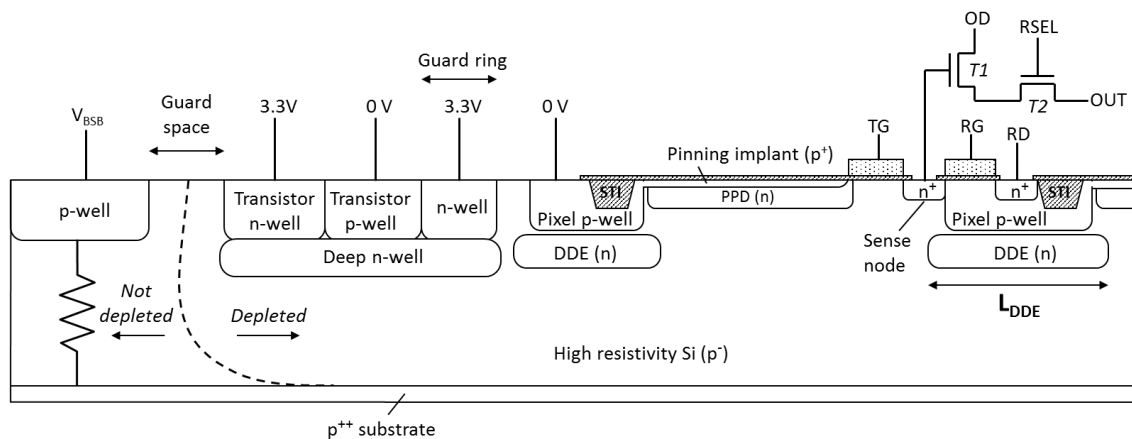 OD
RSEL
T1
T2
OUT
Guard ring
Guard
space
V_BSB
3.3V
0 V
3.3V
0 V
TG
RG
RD
Pinning implant (p⁺)
p-well
Transistor
n-well
Transistor
p-well
n-well
STI
PPD (n)
n⁺
n⁺
STI
Pixel p-well
Pixel p-well
Deep n-well
DDE (n)
Sense
node
DDE (n)
L_DDE
Not
depleted
Depleted
High resistivity Si (p⁻)
p⁺⁺ substrate